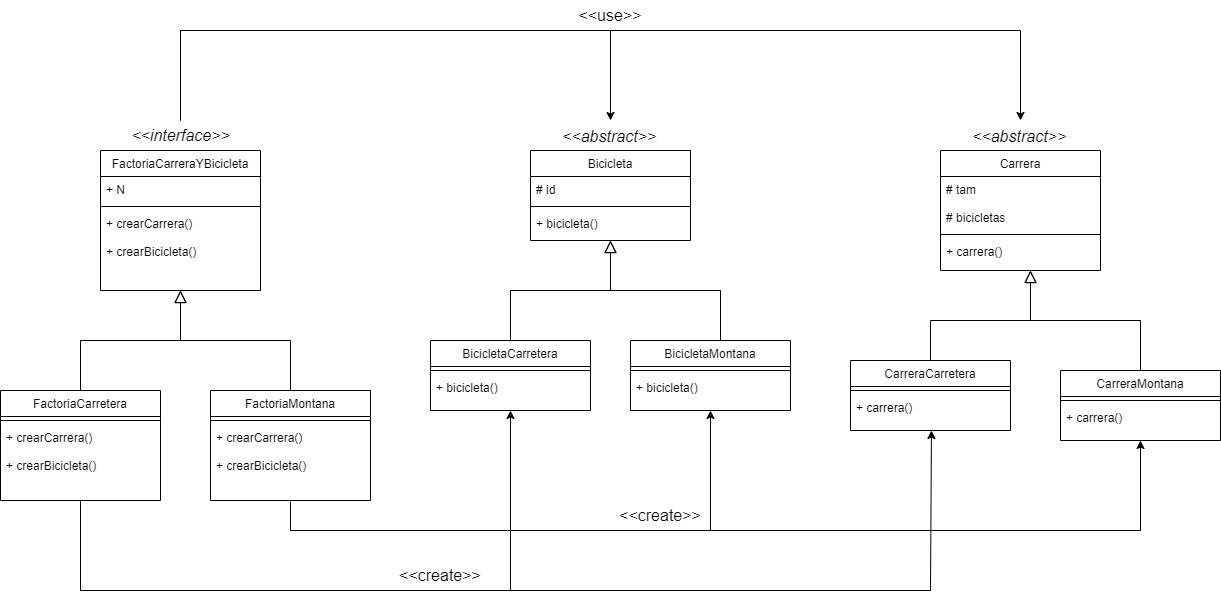 <<use>>
<<interface>>
FactoriaCarreraYBicicleta
+ N
+ crearCarrera()
+ crearBicicleta()
<<abstract>>
Bicicleta
# id
+ bicicleta()
<<abstract>>
Carrera
# tam
# bicicletas
+ carrera()
FactoriaCarretera
+ crearCarrera()
+ crearBicicleta()
FactoriaMontana
+ crearCarrera()
+ crearBicicleta()
BicicletaCarretera
+ bicicleta()
BicicletaMontana
+ bicicleta()
CarreraCarretera
+ carrera()
CarreraMontana
+ carrera()
<<create>>
<<create>>